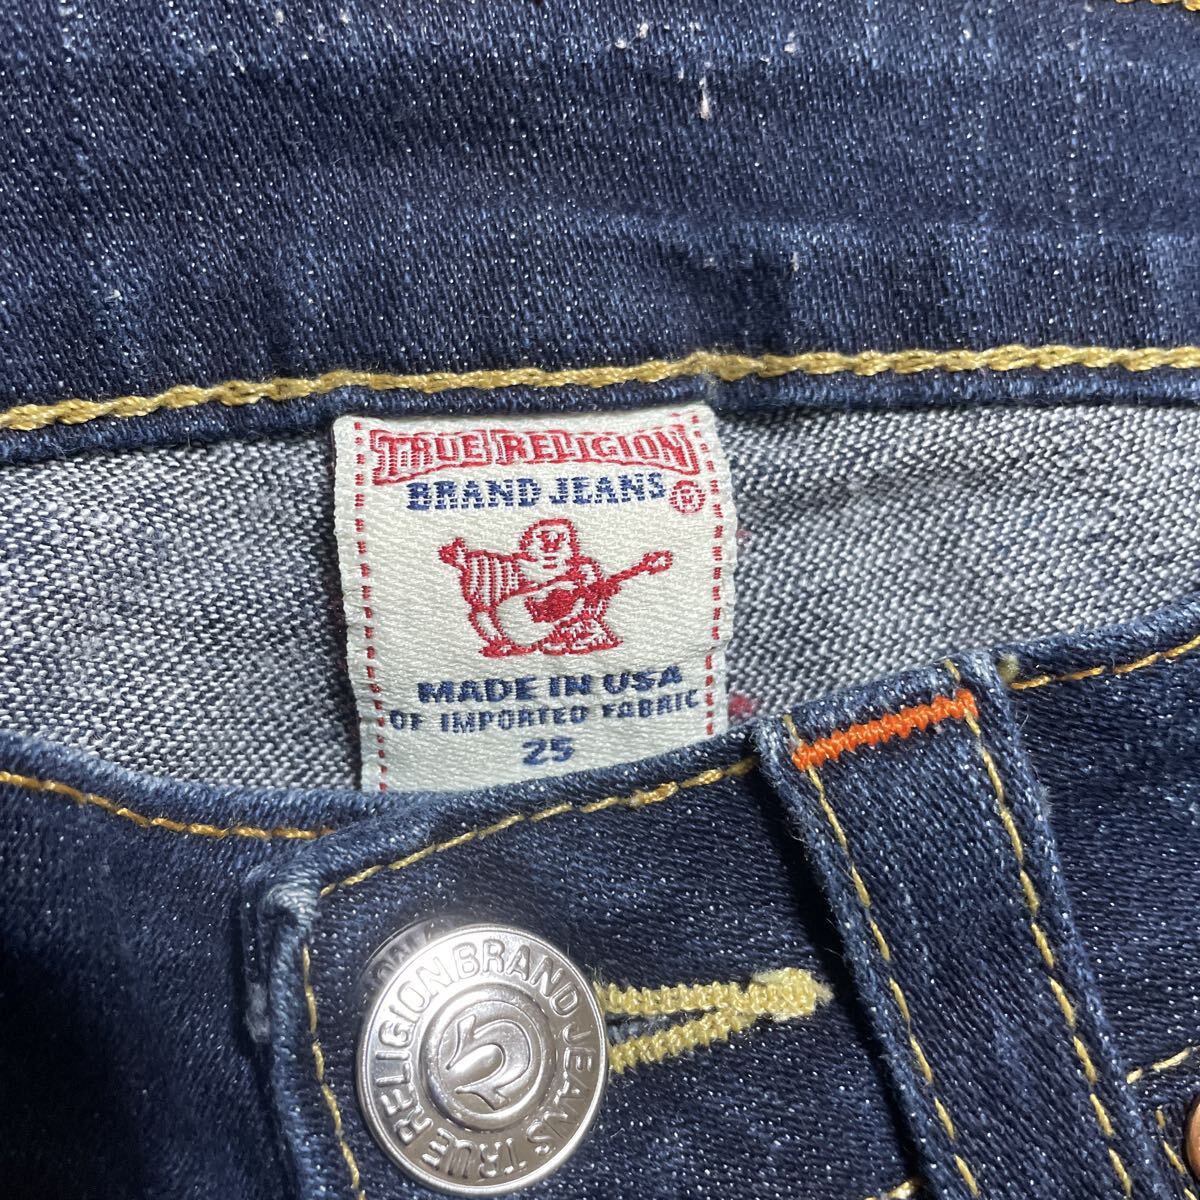 TRUE RELIGION
BRAND JEANS ®
MADE IN USA
OF IMPORTED FABRIC
25
TRUE RELIGION BRAND JEANS